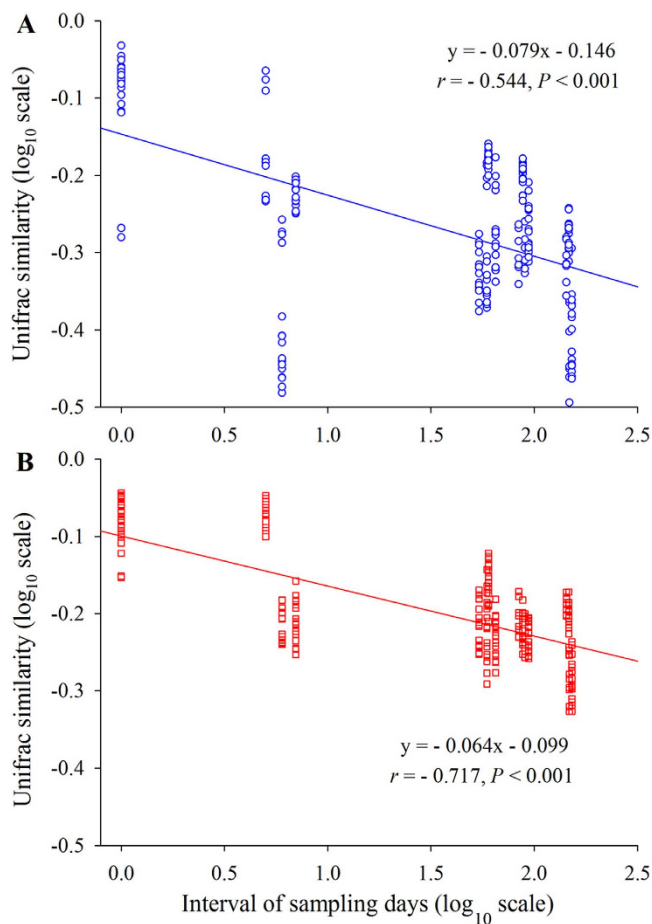 A
0.0
-0.1
-0.2
-0.3
-0.4
-0.5
Unifrac similarity (log10 scale)
y = - 0.079x - 0.146
r = - 0.544, P < 0.001
0.0 0.5 1.0 1.5 2.0 2.5
B
0.0
-0.1
-0.2
-0.3
-0.4
-0.5
Unifrac similarity (log10 scale)
y = - 0.064x - 0.099
r = - 0.717, P < 0.001
0.0 0.5 1.0 1.5 2.0 2.5
Interval of sampling days (log10 scale)